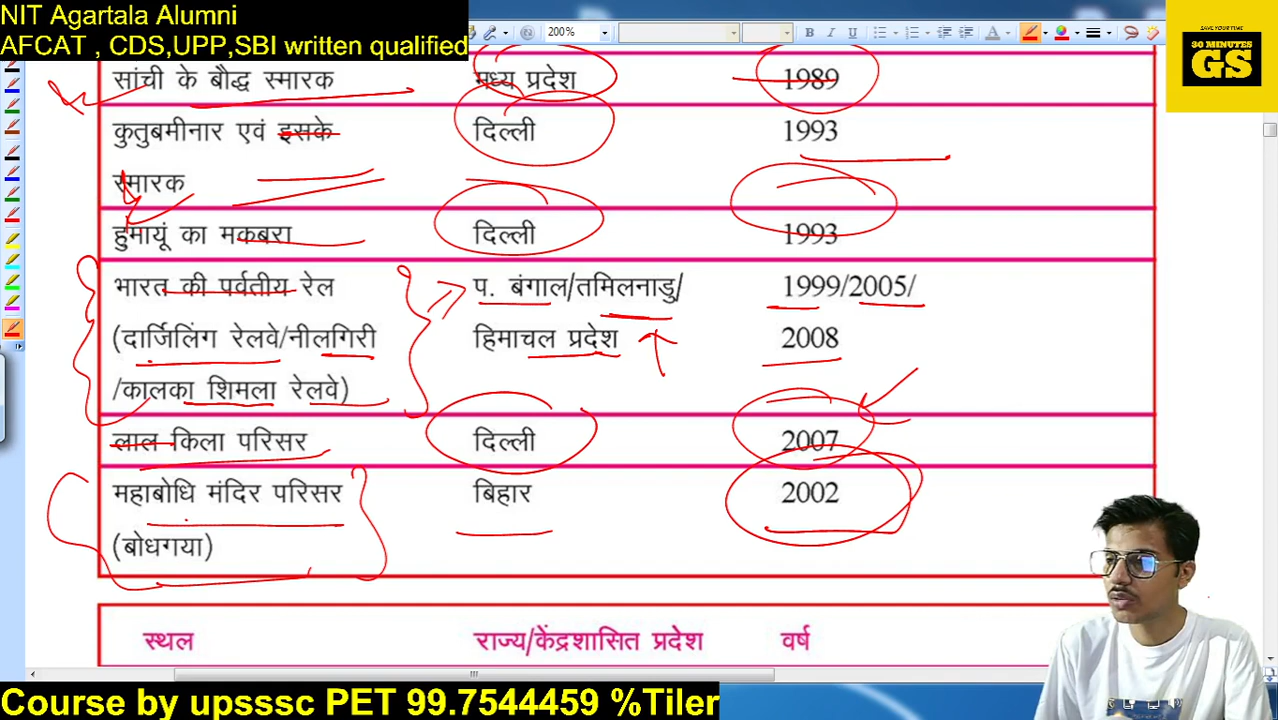 NIT Agartala Alumni
AFCAT , CDS,UPP,SBI written qualified
200%
B I U
SAVE YOUR TIME
30 MINUTES
GS
सांची के बौद्ध स्मारक मध्य प्रदेश 1989
कुतुबमीनार एवं इसके दिल्ली 1993
स्मारक
हुमायूं का मकबरा दिल्ली 1993
भारत की पर्वतीय रेल प. बंगाल/तमिलनाडु/ 1999/2005/
(दार्जिलिंग रेलवे/नीलगिरी हिमाचल प्रदेश 2008
/कालका शिमला रेलवे)
लाल किला परिसर दिल्ली 2007
महाबोधि मंदिर परिसर बिहार 2002
(बोधगया)
स्थल राज्य/केंद्रशासित प्रदेश वर्ष
Course by upsssc PET 99.7544459 %Tiler